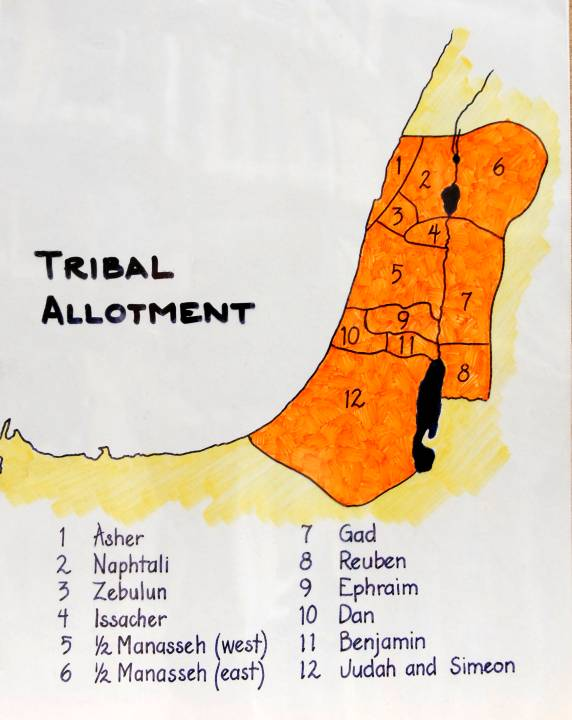 TRIBAL
ALLOTMENT
1
2
6
3
4
5
7
9
10
11
8
12
1 Asher
2 Naphtali
3 Zebulun
4 Issacher
5 ½ Manasseh (west)
6 ½ Manasseh (east)
7 Gad
8 Reuben
9 Ephraim
10 Dan
11 Benjamin
12 Judah and Simeon